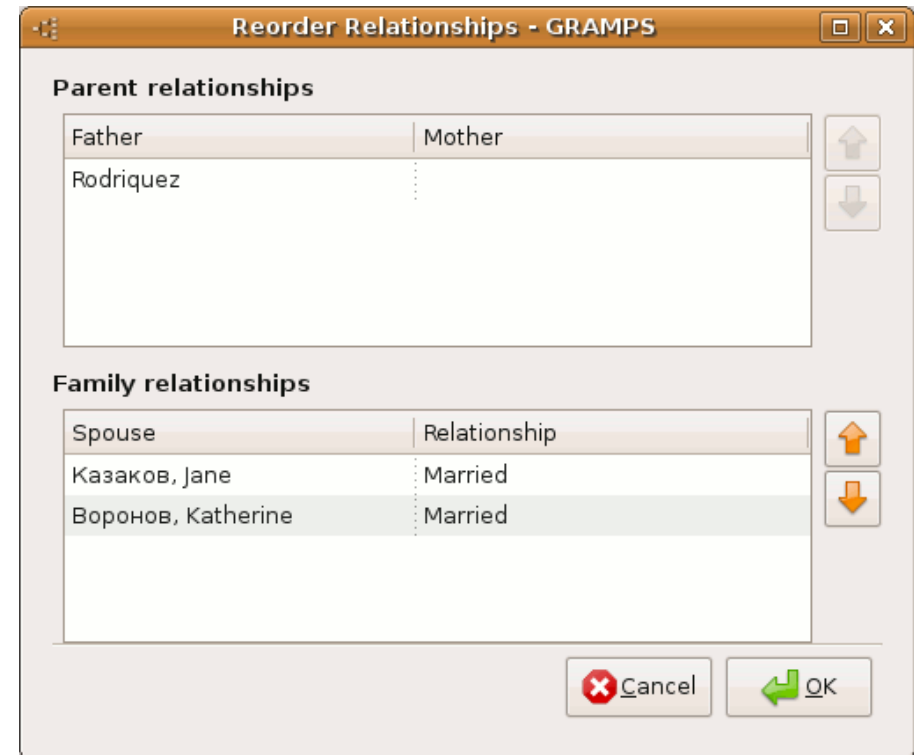 Reorder Relationships - GRAMPS
Parent relationships
Father Mother
Rodriquez
Family relationships
Spouse Relationship
Казаков, Jane Married
Воронов, Katherine Married
Cancel OK